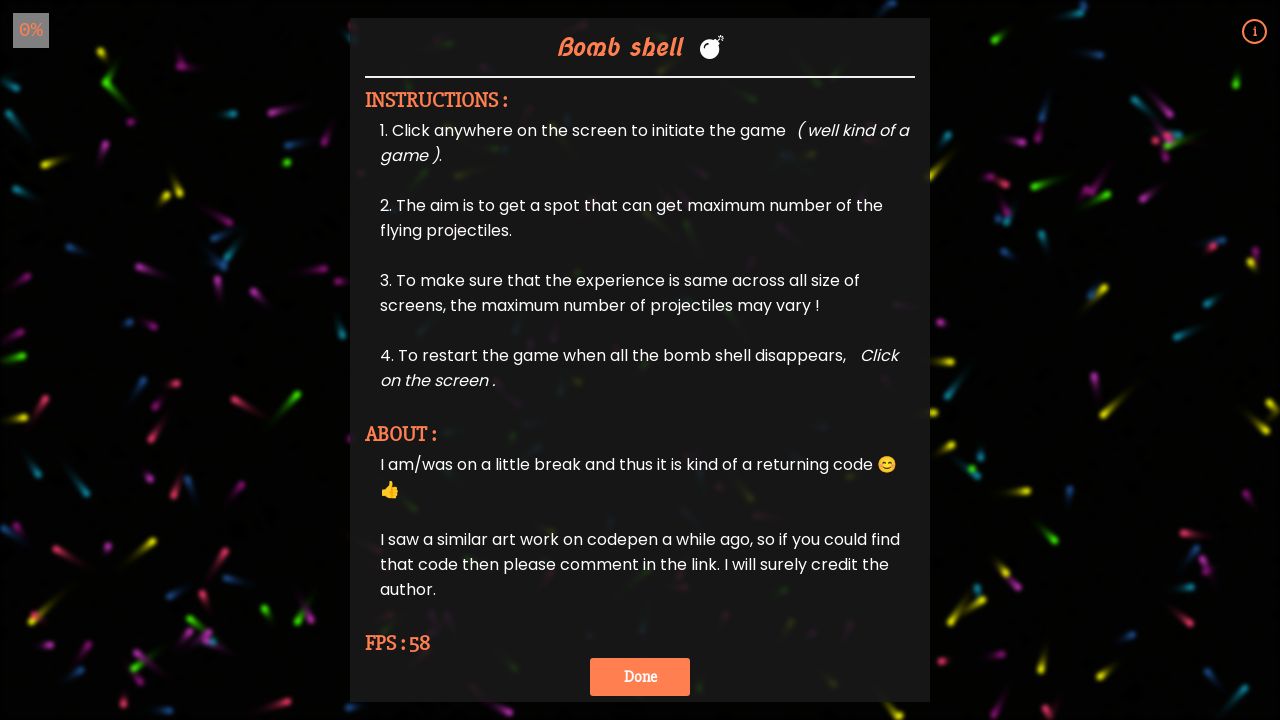 0%
i
Bomb shell 💣
INSTRUCTIONS :
1. Click anywhere on the screen to initiate the game ( well kind of a
game ).
2. The aim is to get a spot that can get maximum number of the
flying projectiles.
3. To make sure that the experience is same across all size of
screens, the maximum number of projectiles may vary !
4. To restart the game when all the bomb shell disappears, Click
on the screen .
ABOUT :
I am/was on a little break and thus it is kind of a returning code 😊
👍
I saw a similar art work on codepen a while ago, so if you could find
that code then please comment in the link. I will surely credit the
author.
FPS : 58
Done